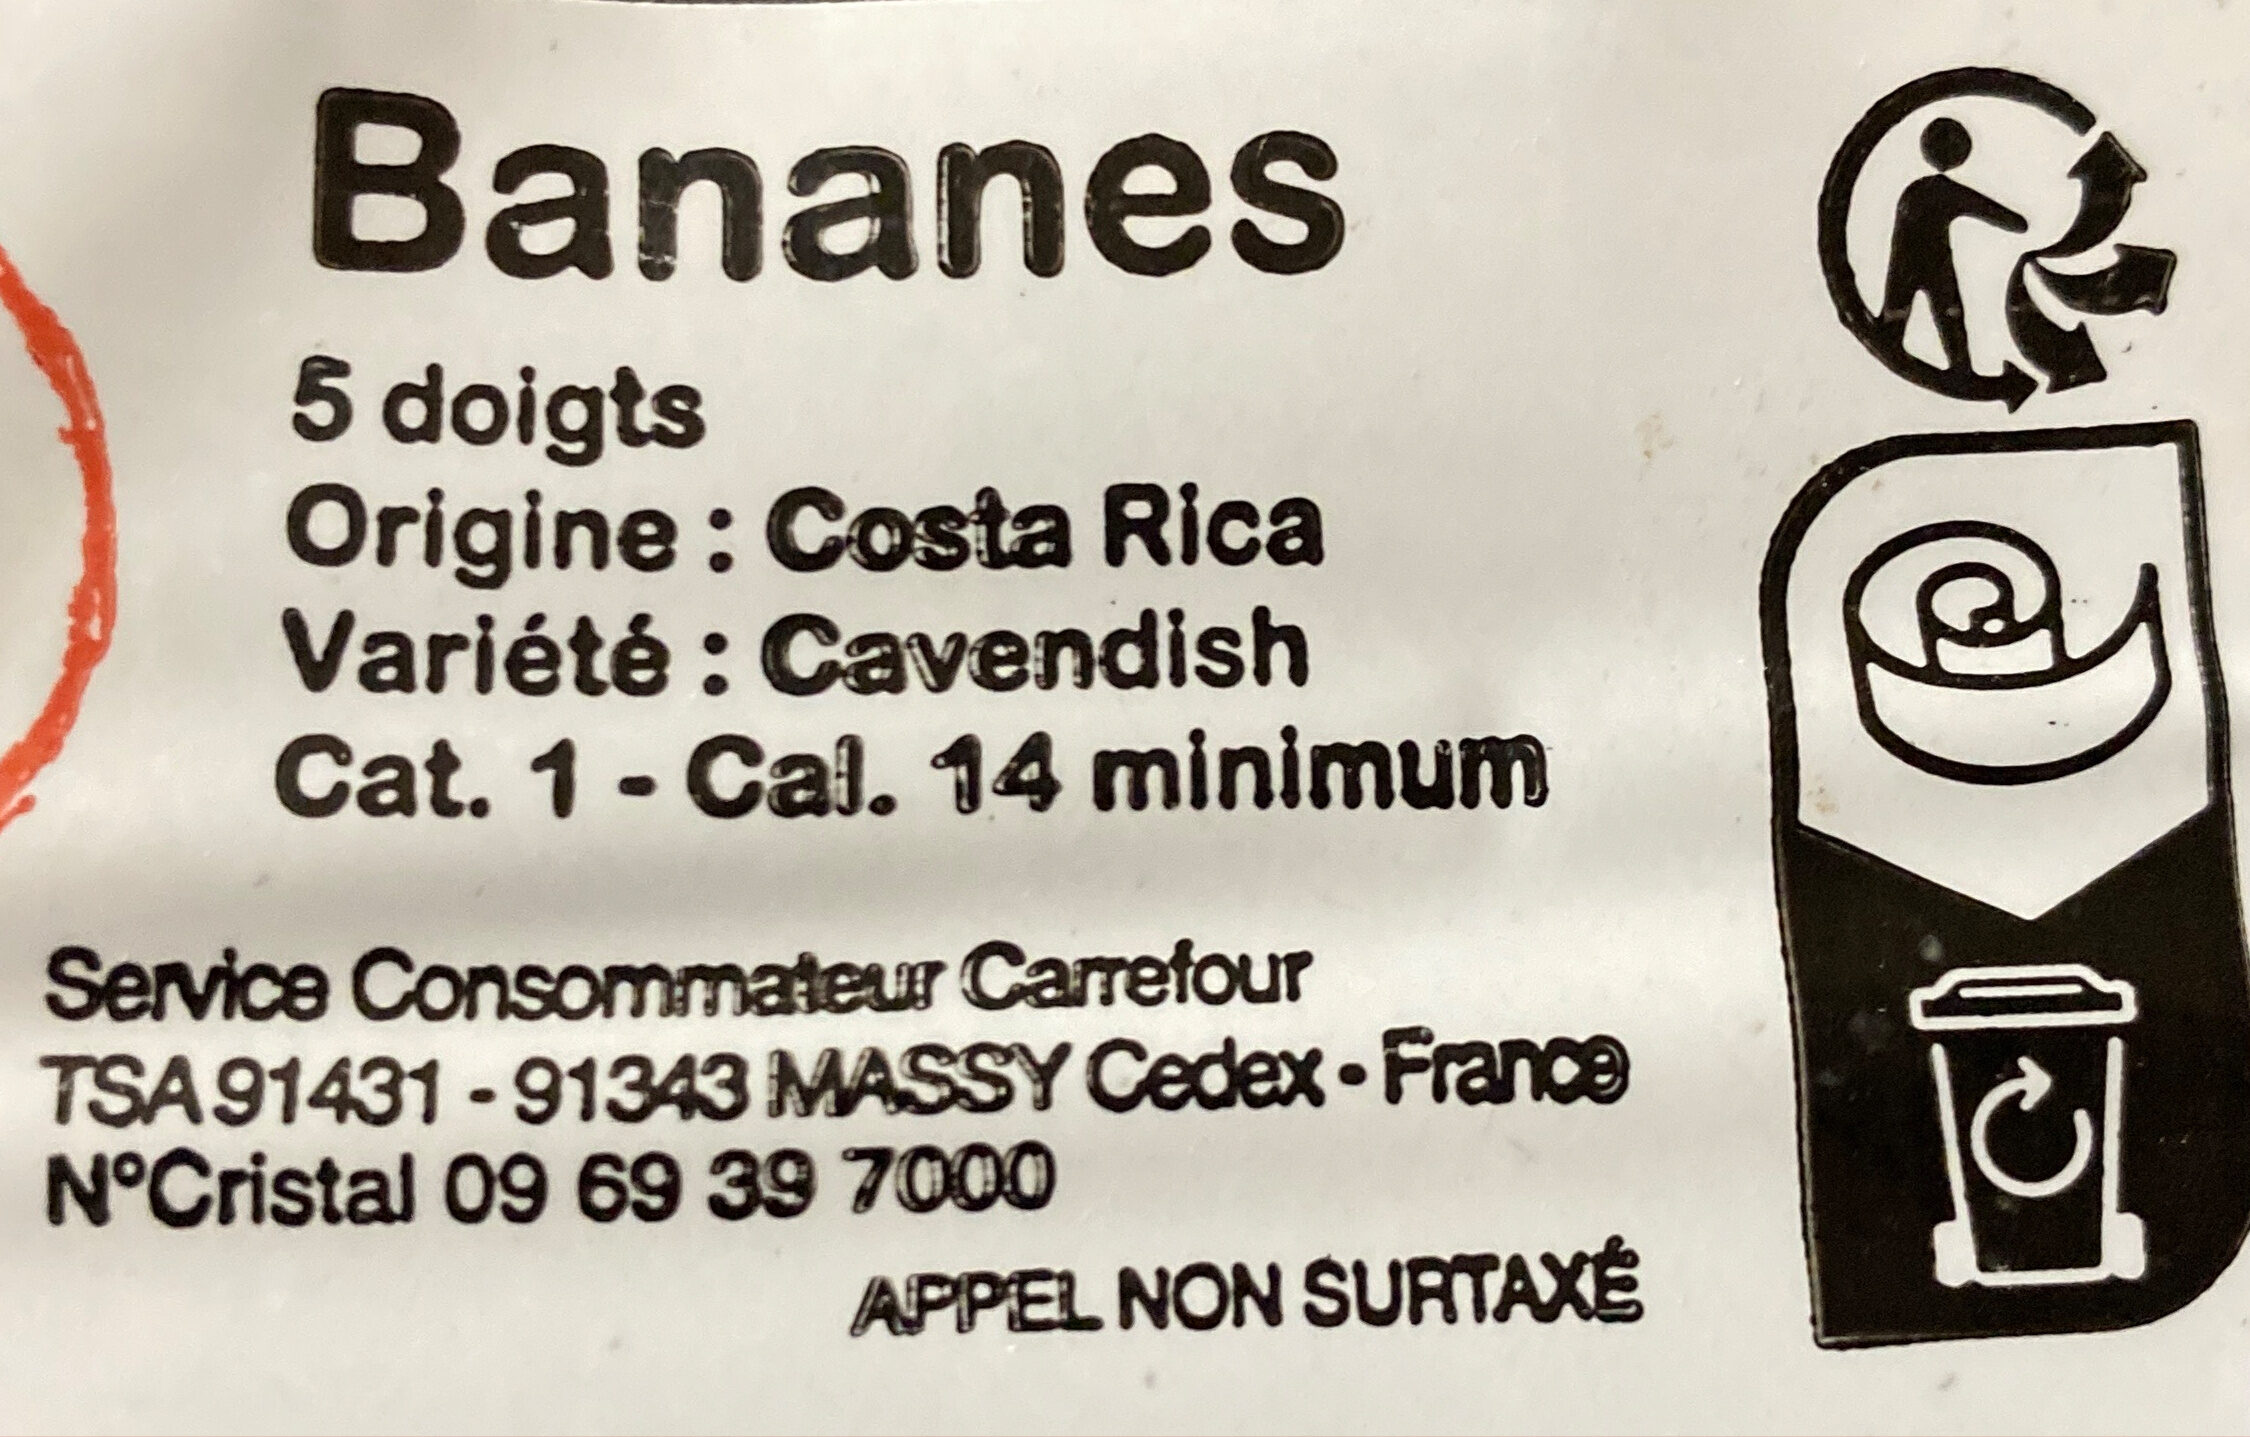 Bananes
5 doigts
Origine : Costa Rica
Variété : Cavendish
Cat. 1 - Cal. 14 minimum
Service Consommateur Carrefour
TSA 91431 - 91343 MASSY Cedex - France
N°Cristal 09 69 39 7000
APPEL NON SURTAXÉ